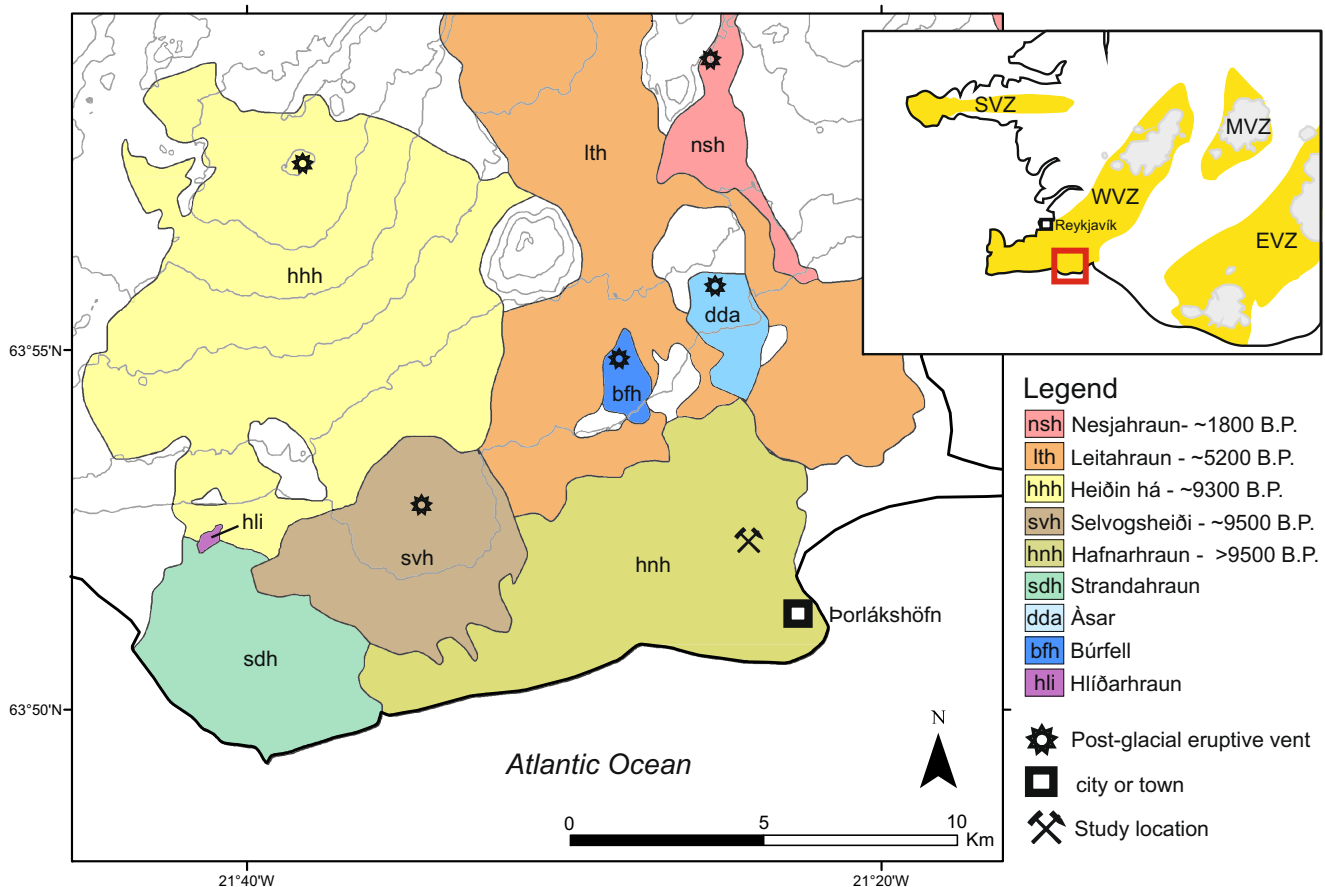 lth
nsh
hhh
dda
bfh
hli
svh
hnh
sdh
Þorlákshöfn
Atlantic Ocean
N
0
5
10
Km
63°55'N
63°50'N
21°40'W
21°20'W
SVZ
MVZ
WVZ
Reykjavík
EVZ
Legend
nsh Nesjahraun- ~1800 B.P.
lth Leitahraun - ~5200 B.P.
hhh Heiðin há - ~9300 B.P.
svh Selvogsheiði - ~9500 B.P.
hnh Hafnarhraun - >9500 B.P.
sdh Strandahraun
dda Àsar
bfh Búrfell
hli Hlíðarhraun
Post-glacial eruptive vent
city or town
Study location